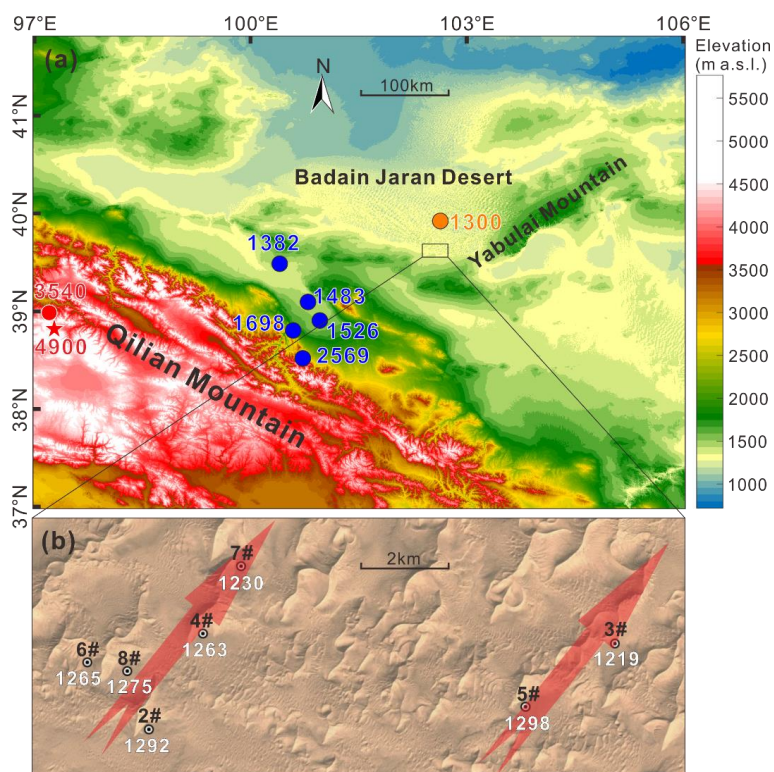 97°E 100°E 103°E 106°E
Elevation
(m a.s.l.)
(a)
N
100km
41°N
40°N
39°N
38°N
37°N
Badain Jaran Desert
Yabulai Mountain
Qilian Mountain
1300
1382
1483
1526
1698
2569
3540
4900
5500
5000
4500
4000
3500
3000
2500
2000
1500
1000
(b)
2km
7#
1230
4#
1263
6#
1265
8#
1275
2#
1292
3#
1219
5#
1298